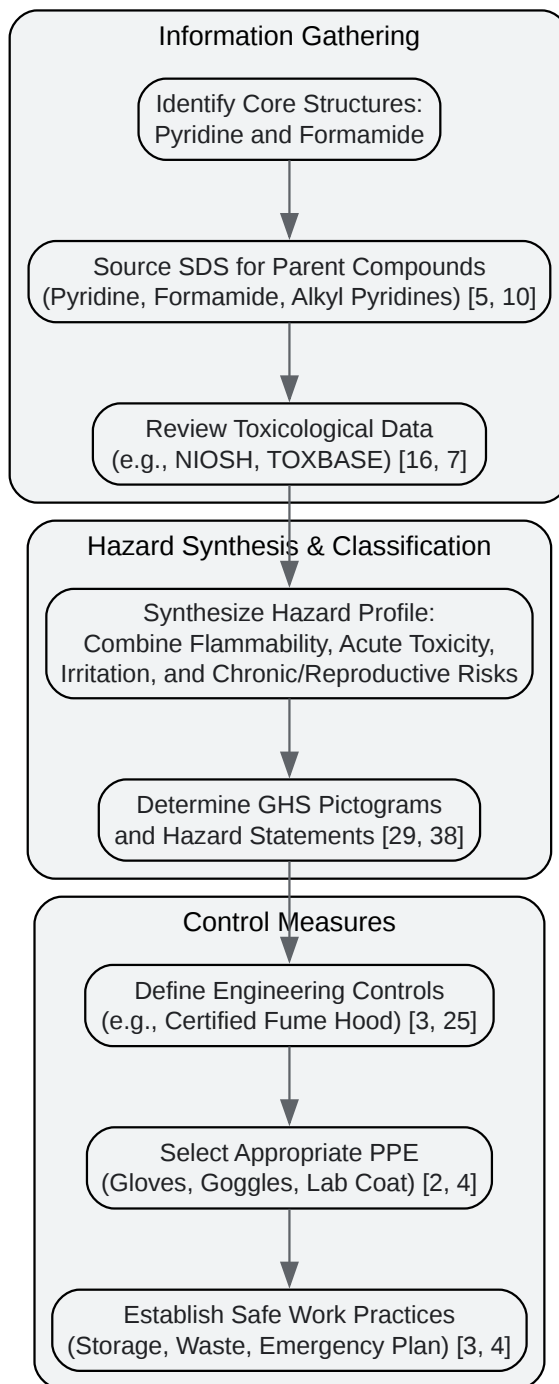 Information Gathering
Identify Core Structures:
Pyridine and Formamide
Source SDS for Parent Compounds
(Pyridine, Formamide, Alkyl Pyridines) [5, 10]
Review Toxicological Data
(e.g., NIOSH, TOXBASE) [16, 7]
Hazard Synthesis & Classification
Synthesize Hazard Profile:
Combine Flammability, Acute Toxicity,
Irritation, and Chronic/Reproductive Risks
Determine GHS Pictograms
and Hazard Statements [29, 38]
Control Measures
Define Engineering Controls
(e.g., Certified Fume Hood) [3, 25]
Select Appropriate PPE
(Gloves, Goggles, Lab Coat) [2, 4]
Establish Safe Work Practices
(Storage, Waste, Emergency Plan) [3, 4]